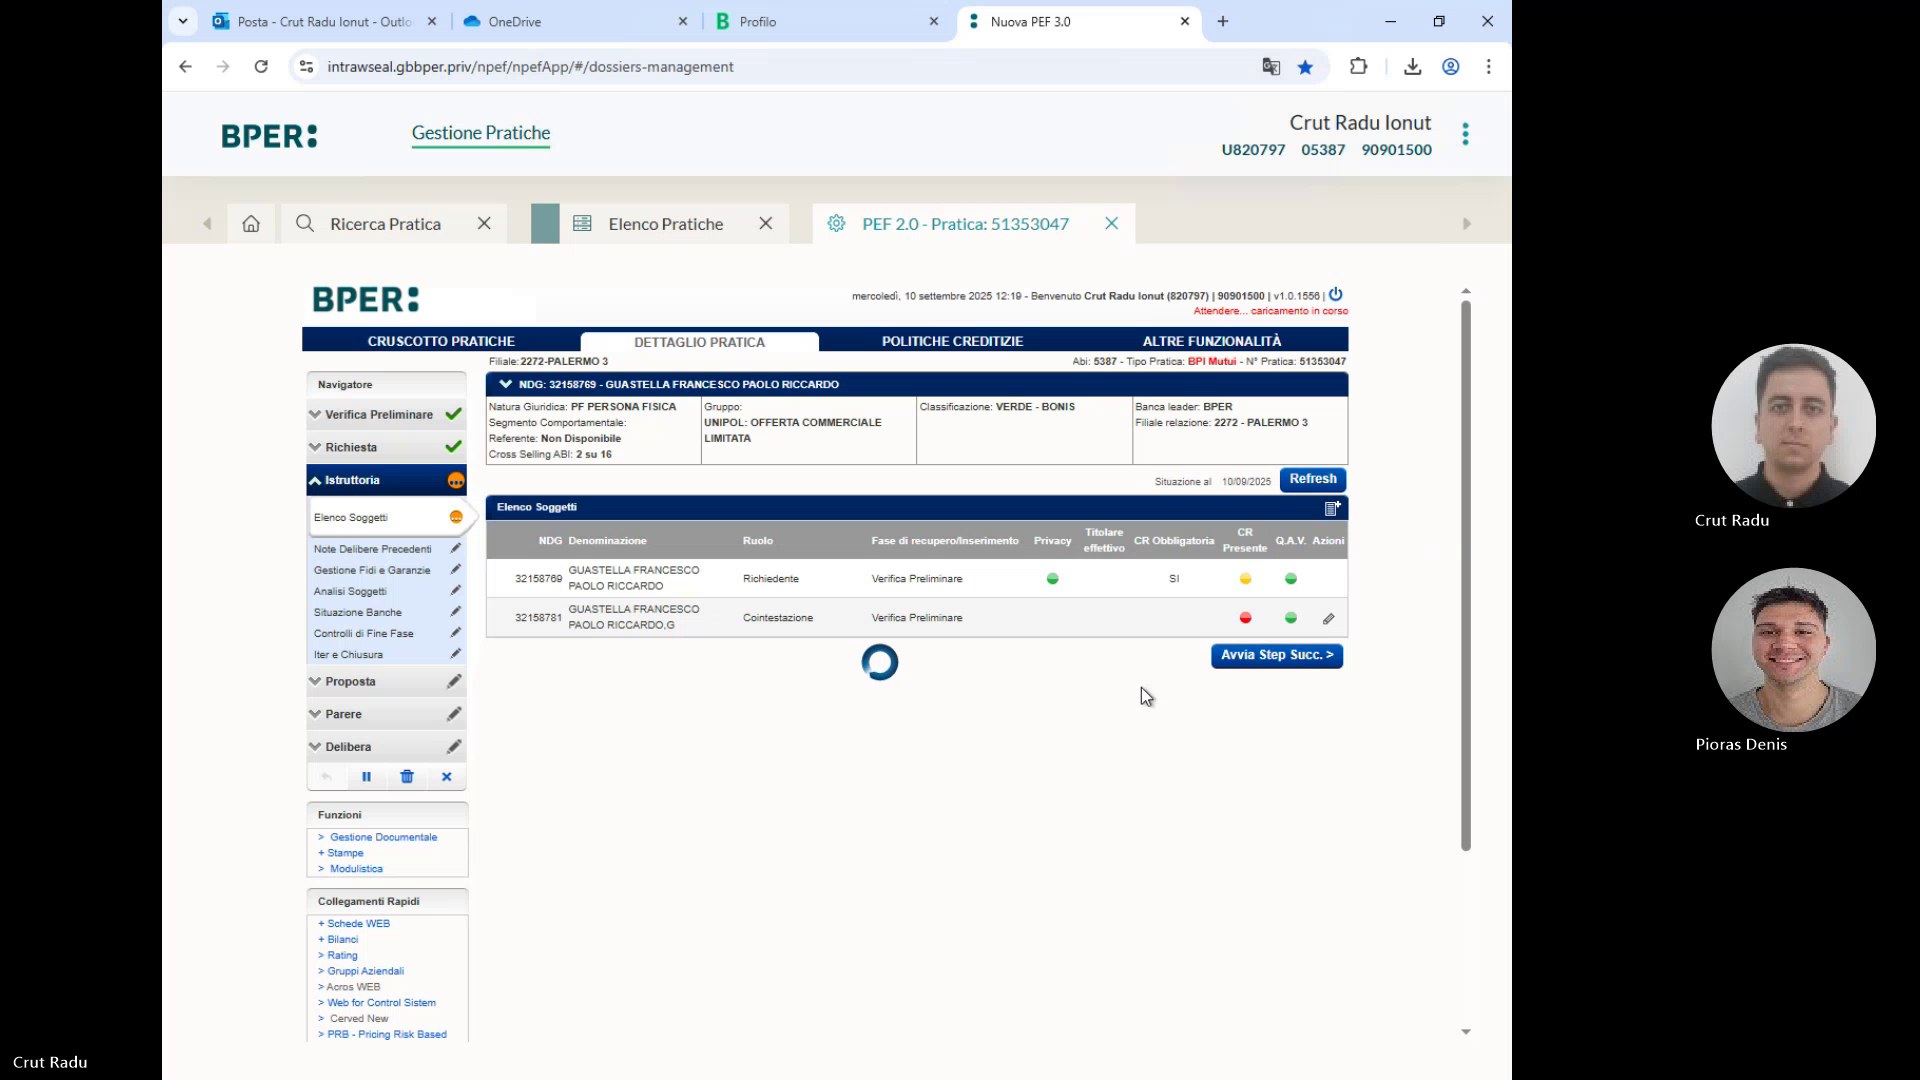 Posta - Crut Radu Ionut - Outlo
OneDrive
Profilo
Nuova PEF 3.0
intrawseal.gbbper.priv/npef/npefApp/#/dossiers-management
BPER:
Gestione Pratiche
Crut Radu Ionut
U820797 05387 90901500
Ricerca Pratica
Elenco Pratiche
PEF 2.0 - Pratica: 51353047
BPER:
mercoledì, 10 settembre 2025 12:19 - Benvenuto Crut Radu Ionut (820797) | 90901500 | v1.0.1556 |
Attendere... caricamento in corso
CRUSCOTTO PRATICHE
DETTAGLIO PRATICA
POLITICHE CREDITIZIE
ALTRE FUNZIONALITÀ
Filiale: 2272-PALERMO 3
Abi: 5387 - Tipo Pratica: BPI Mutui - N° Pratica: 51353047
Navigatore
Verifica Preliminare
Richiesta
Istruttoria
Elenco Soggetti
Note Delibere Precedenti
Gestione Fidi e Garanzie
Analisi Soggetti
Situazione Banche
Controlli di Fine Fase
Iter e Chiusura
Proposta
Parere
Delibera
Funzioni
> Gestione Documentale
+ Stampe
> Modulistica
Collegamenti Rapidi
+ Schede WEB
+ Bilanci
> Rating
> Gruppi Aziendali
> Acros WEB
> Web for Control Sistem
> Cerved New
> PRB - Pricing Risk Based
NDG: 32158769 - GUASTELLA FRANCESCO PAOLO RICCARDO
Natura Giuridica: PF PERSONA FISICA
Segmento Comportamentale:
Referente: Non Disponibile
Cross Selling ABI: 2 su 16
Gruppo:
UNIPOL: OFFERTA COMMERCIALE
LIMITATA
Classificazione: VERDE - BONIS
Banca leader: BPER
Filiale relazione: 2272 - PALERMO 3
Situazione al 10/09/2025
Refresh
Elenco Soggetti
NDG Denominazione Ruolo Fase di recupero/Inserimento Privacy Titolare effettivo CR Obbligatoria CR Presente Q.A.V. Azioni
32158769 GUASTELLA FRANCESCO PAOLO RICCARDO Richiedente Verifica Preliminare SI
32158781 GUASTELLA FRANCESCO PAOLO RICCARDO,G Cointestazione Verifica Preliminare
Avvia Step Succ. >
Crut Radu
Pioras Denis
Crut Radu